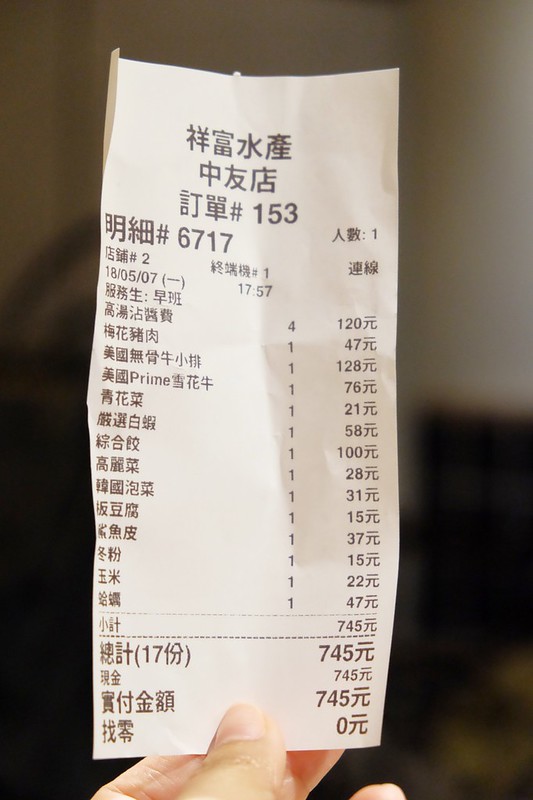 祥富水產
中友店
訂單# 153
明細# 6717 人數: 1
店鋪# 2 終端機# 1 連線
18/05/07 (一) 17:57
服務生: 早班
高湯沾醬費 4 120元
梅花豬肉 1 47元
美國無骨牛小排 1 128元
美國Prime雪花牛 1 76元
青花菜 1 21元
嚴選白蝦 1 58元
綜合餃 1 100元
高麗菜 1 28元
韓國泡菜 1 31元
板豆腐 1 15元
鯊魚皮 1 37元
冬粉 1 15元
玉米 1 22元
蛤蠣 1 47元
小計 745元
總計(17份) 745元
現金 745元
實付金額 745元
找零 0元